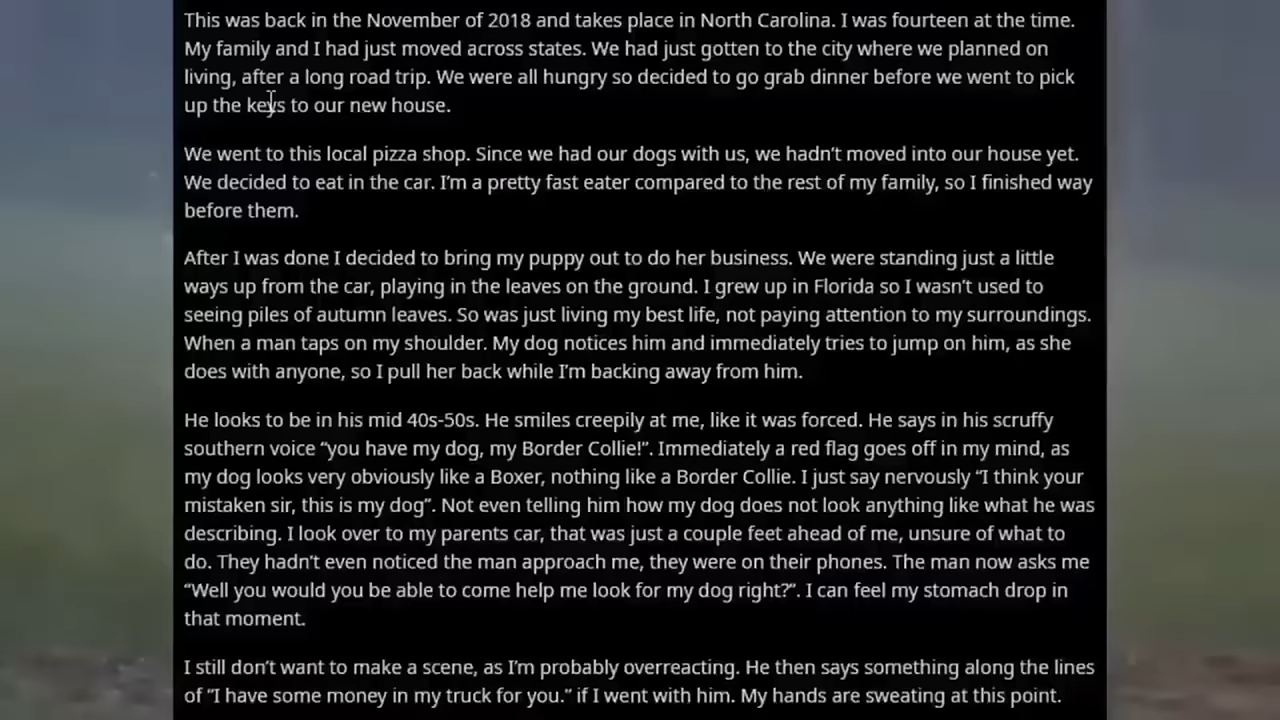 This was back in the November of 2018 and takes place in North Carolina. I was fourteen at the time.
My family and I had just moved across states. We had just gotten to the city where we planned on
living, after a long road trip. We were all hungry so decided to go grab dinner before we went to pick
up the keys to our new house.
We went to this local pizza shop. Since we had our dogs with us, we hadn’t moved into our house yet.
We decided to eat in the car. I’m a pretty fast eater compared to the rest of my family, so I finished way
before them.
After I was done I decided to bring my puppy out to do her business. We were standing just a little
ways up from the car, playing in the leaves on the ground. I grew up in Florida so I wasn’t used to
seeing piles of autumn leaves. So was just living my best life, not paying attention to my surroundings.
When a man taps on my shoulder. My dog notices him and immediately tries to jump on him, as she
does with anyone, so I pull her back while I’m backing away from him.
He looks to be in his mid 40s-50s. He smiles creepily at me, like it was forced. He says in his scruffy
southern voice “you have my dog, my Border Collie!”. Immediately a red flag goes off in my mind, as
my dog looks very obviously like a Boxer, nothing like a Border Collie. I just say nervously “I think your
mistaken sir, this is my dog”. Not even telling him how my dog does not look anything like what he was
describing. I look over to my parents car, that was just a couple feet ahead of me, unsure of what to
do. They hadn’t even noticed the man approach me, they were on their phones. The man now asks me
“Well you would you be able to come help me look for my dog right?”. I can feel my stomach drop in
that moment.
I still don’t want to make a scene, as I’m probably overreacting. He then says something along the lines
of “I have some money in my truck for you.” if I went with him. My hands are sweating at this point.